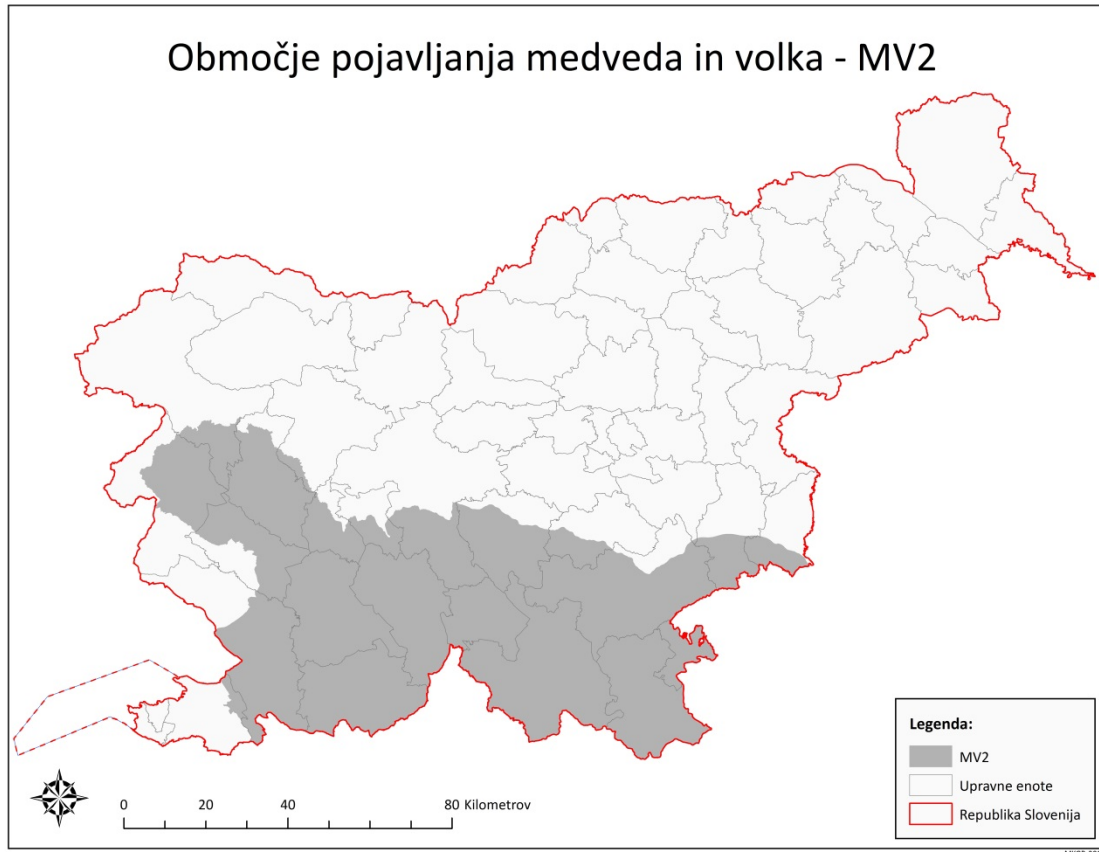 Območje pojavljanja medveda in volka - MV2
Legenda:
MV2
Upravne enote
Republika Slovenija
0 20 40 80 Kilometrov